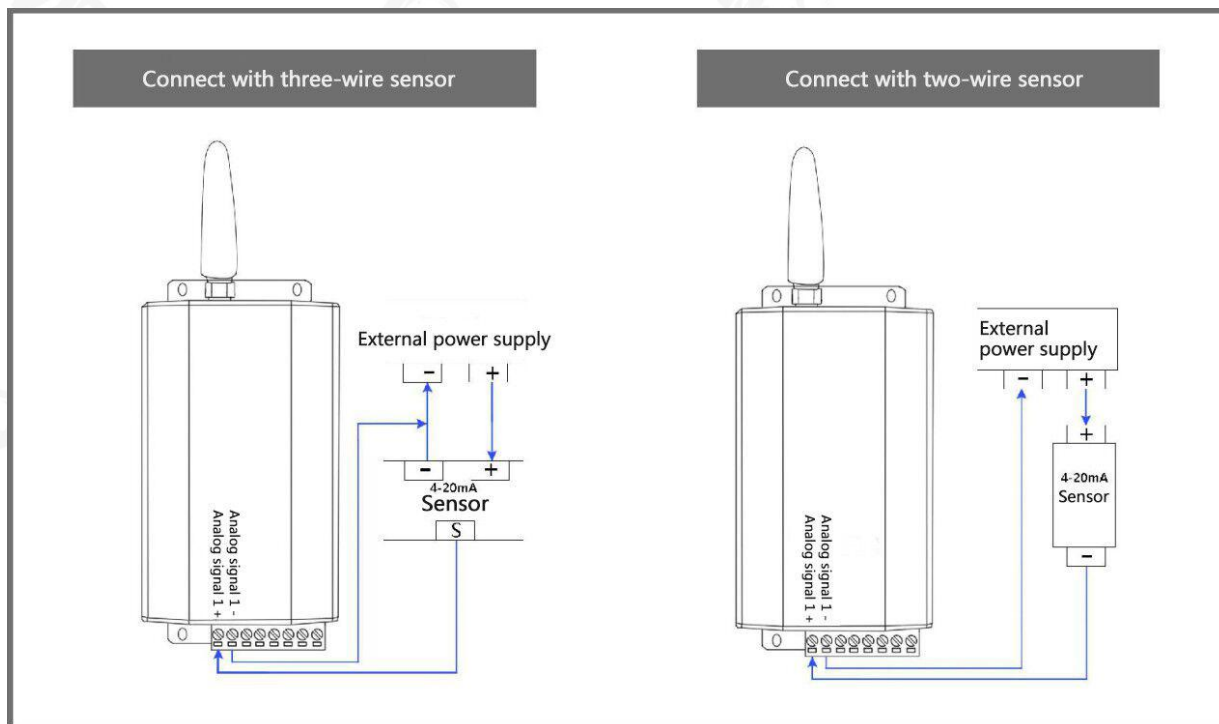 Connect with three-wire sensor
External power supply
- +
- +
4-20mA
Sensor
S
Analog signal 1 -
Analog signal 1 +
Connect with two-wire sensor
External
power supply
- +
+
4-20mA
Sensor
-
Analog signal 1 -
Analog signal 1 +